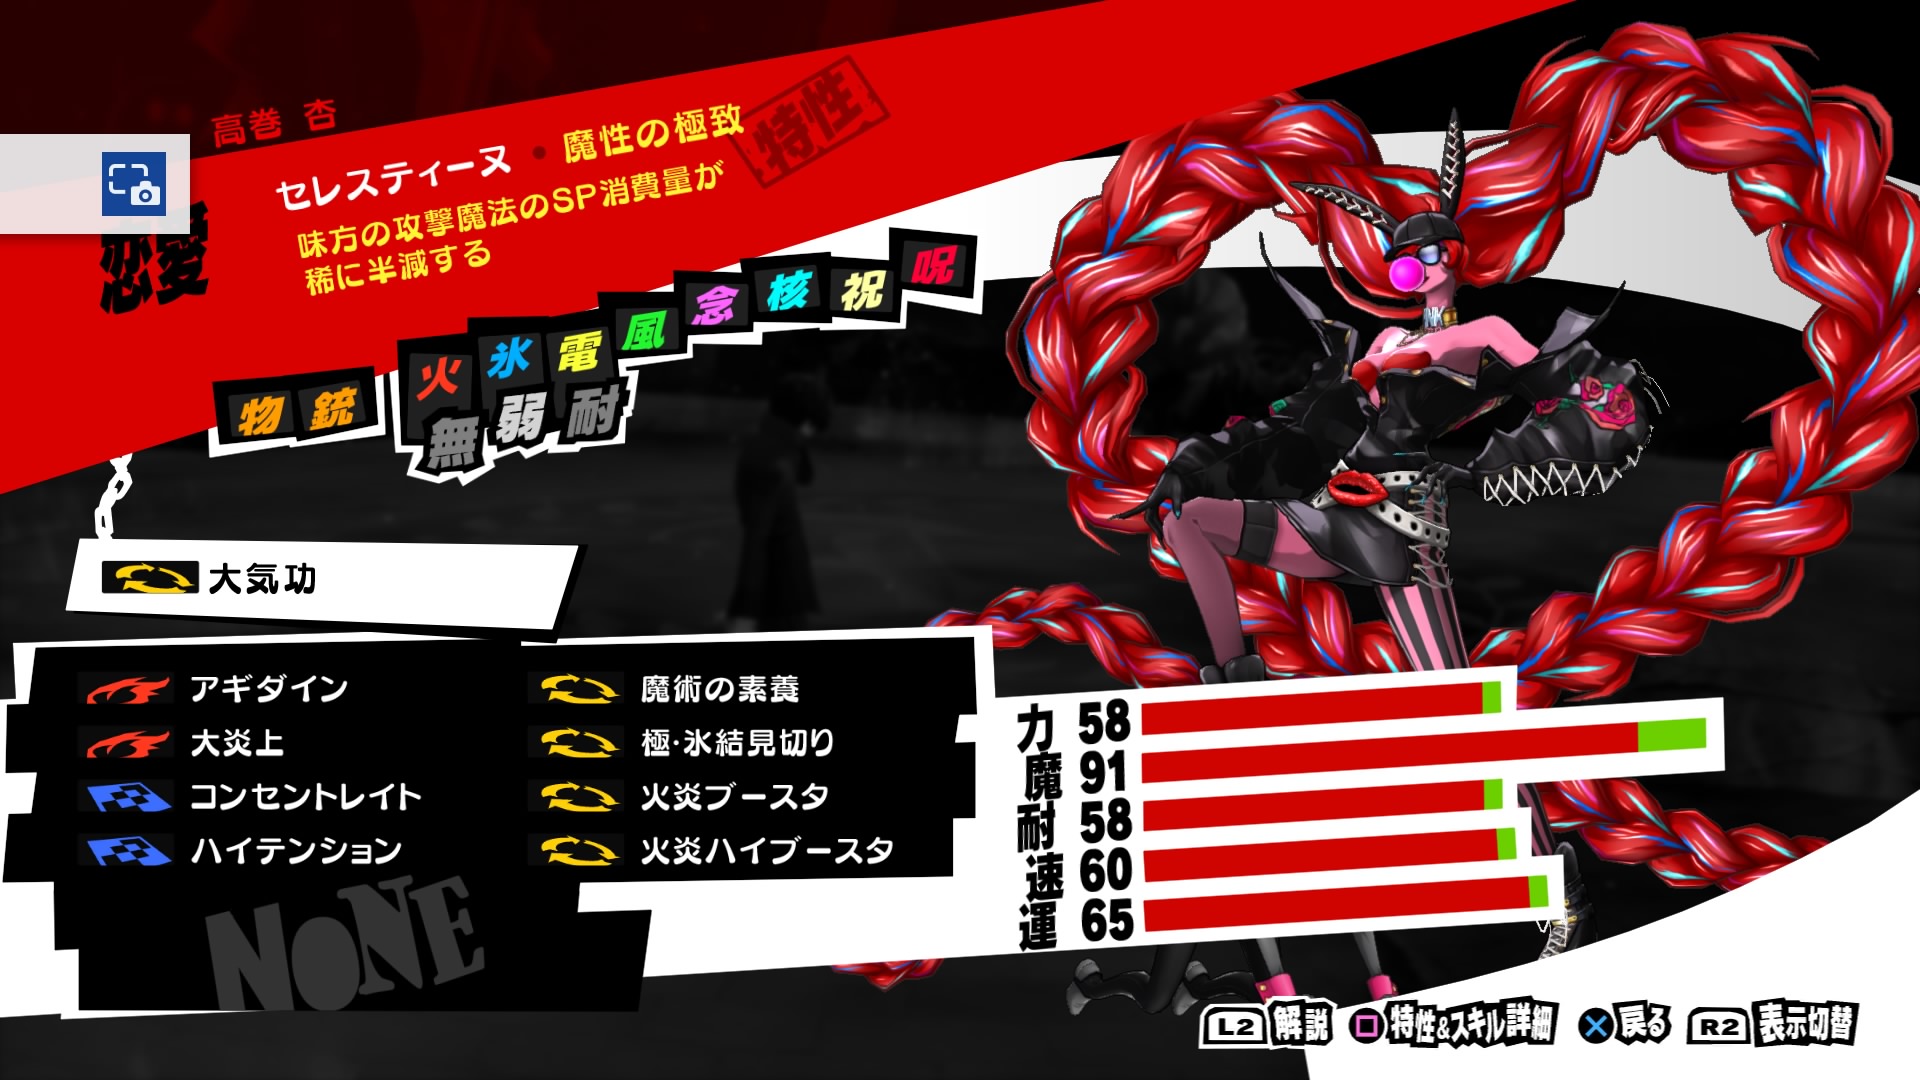 高巻 杏
恋愛
セレスティーヌ・魔性の極致
特性
味方の攻撃魔法のSP消費量が
稀に半減する
物 銃 火 氷 電 風 念 核 祝 呪
無 弱 耐
大気功
アギダイン 魔術の素養
大炎上 極・氷結見切り
コンセントレイト 火炎ブースタ
ハイテンション 火炎ハイブースタ
NONE
力 58
魔 91
耐 58
速 60
運 65
L2 解説 特性&スキル詳細 戻る R2 表示切替